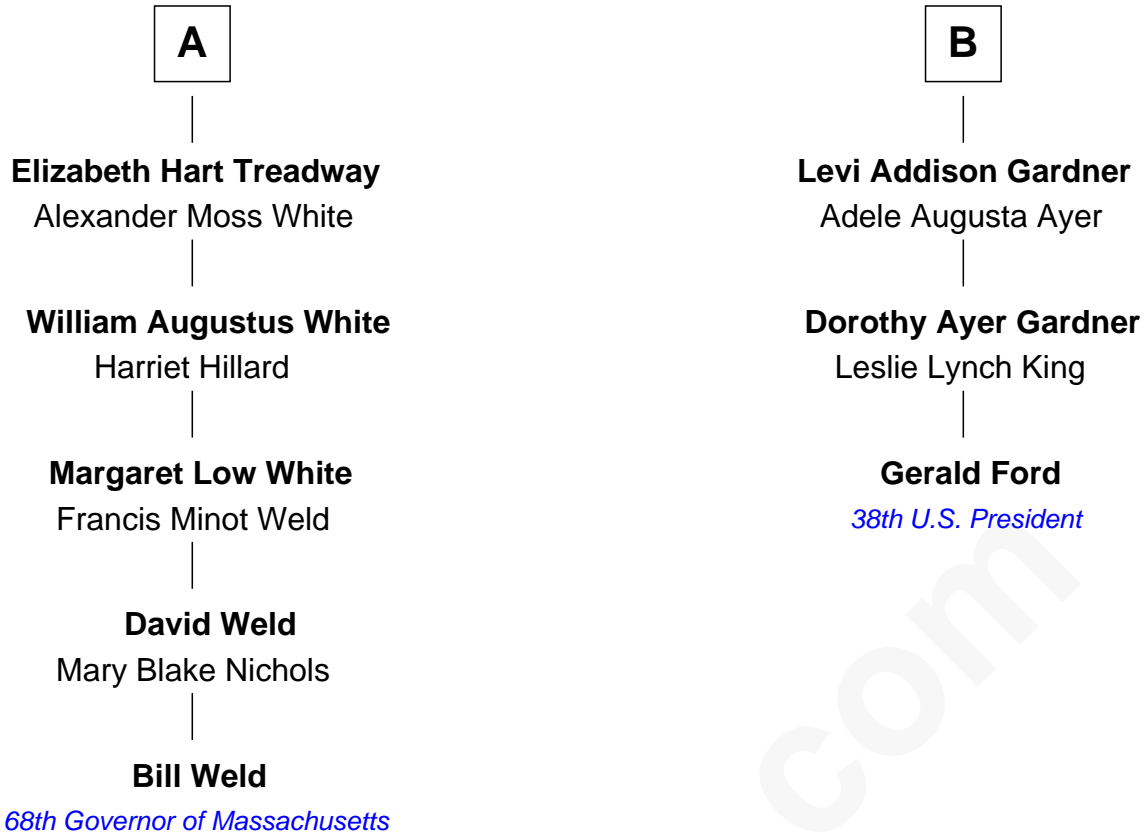 A
Elizabeth Hart Treadway
Alexander Moss White
William Augustus White
Harriet Hillard
Margaret Low White
Francis Minot Weld
David Weld
Mary Blake Nichols
Bill Weld
68th Governor of Massachusetts
B
Levi Addison Gardner
Adele Augusta Ayer
Dorothy Ayer Gardner
Leslie Lynch King
Gerald Ford
38th U.S. President
com